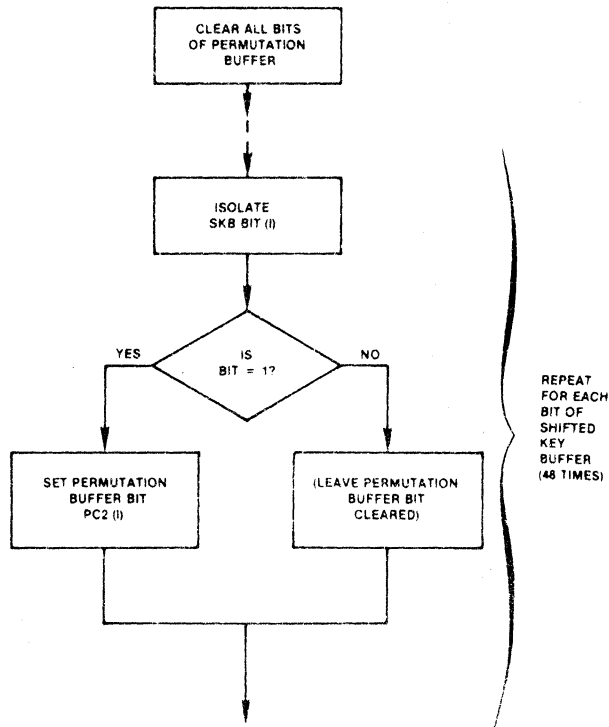 CLEAR ALL BITS
OF PERMUTATION
BUFFER
ISOLATE
SKB BIT (I)
IS
BIT = 1?
YES
NO
SET PERMUTATION
BUFFER BIT
PC2 (I)
(LEAVE PERMUTATION
BUFFER BIT
CLEARED)
REPEAT
FOR EACH
BIT OF
SHIFTED
KEY
BUFFER
(48 TIMES)